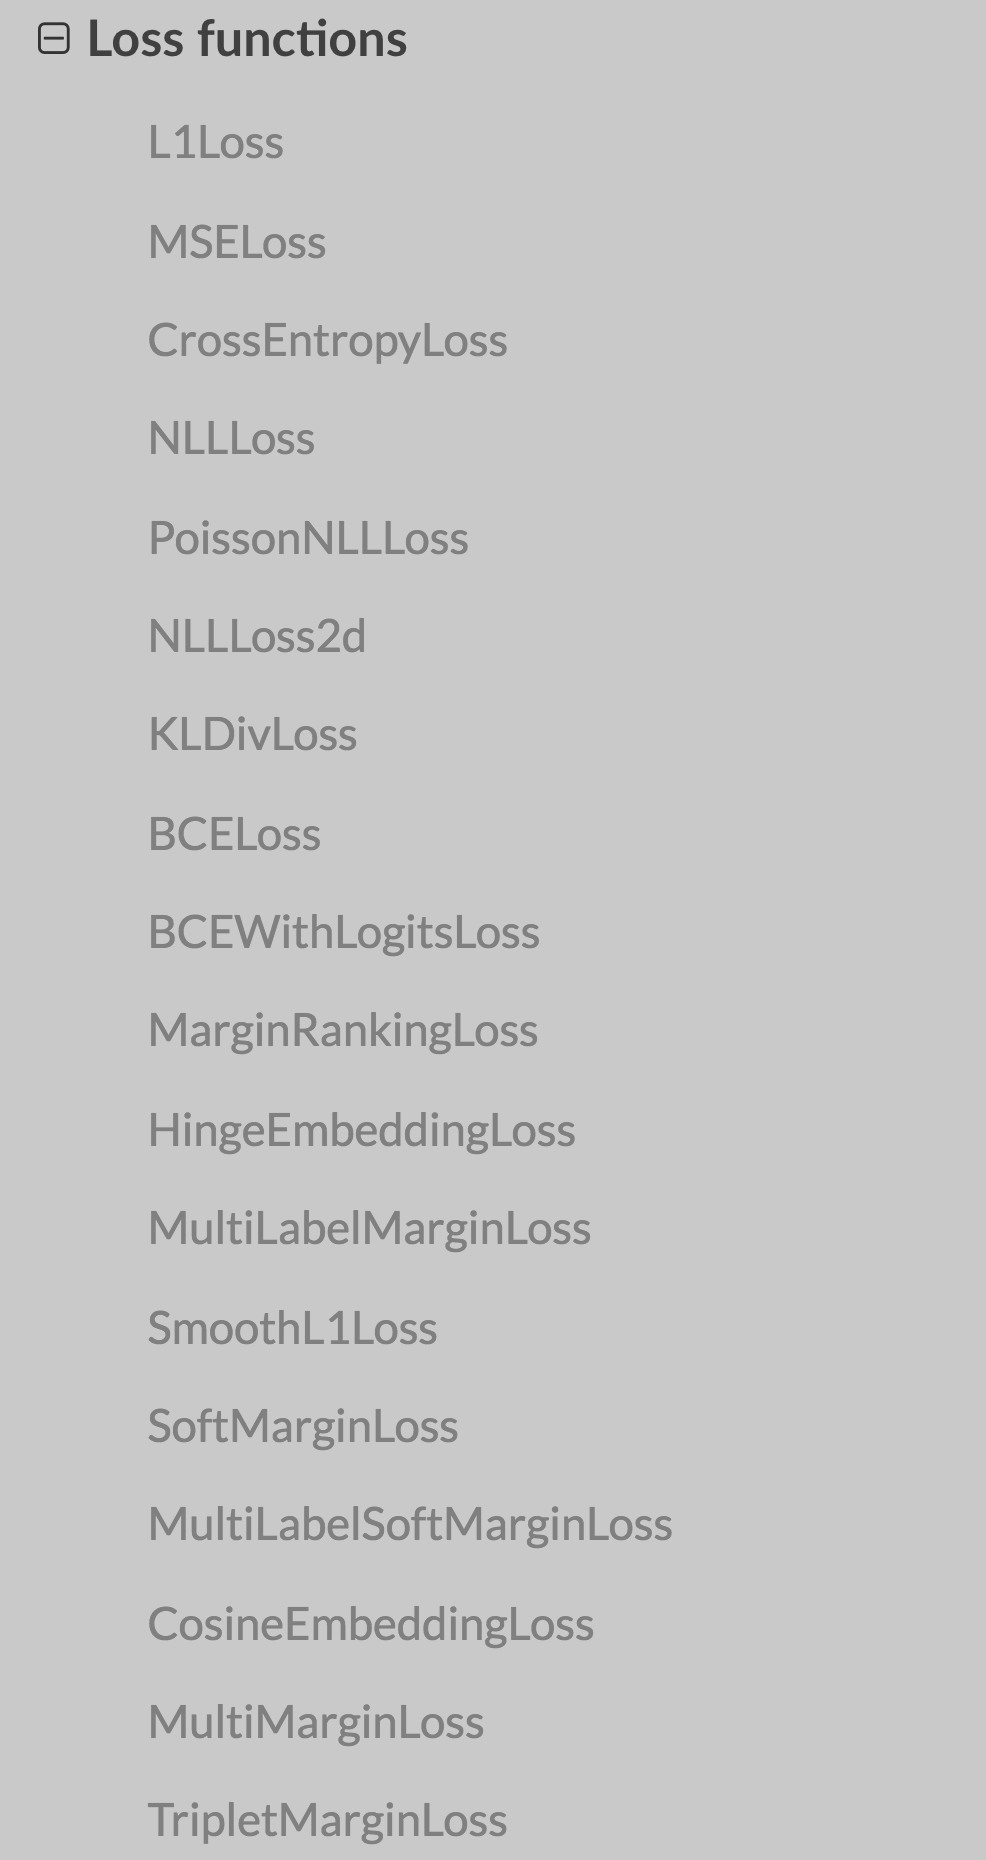 Loss functions
L1Loss
MSELoss
CrossEntropyLoss
NLLLoss
PoissonNLLLoss
NLLLoss2d
KLDivLoss
BCELoss
BCEWithLogitsLoss
MarginRankingLoss
HingeEmbeddingLoss
MultiLabelMarginLoss
SmoothL1Loss
SoftMarginLoss
MultiLabelSoftMarginLoss
CosineEmbeddingLoss
MultiMarginLoss
TripletMarginLoss